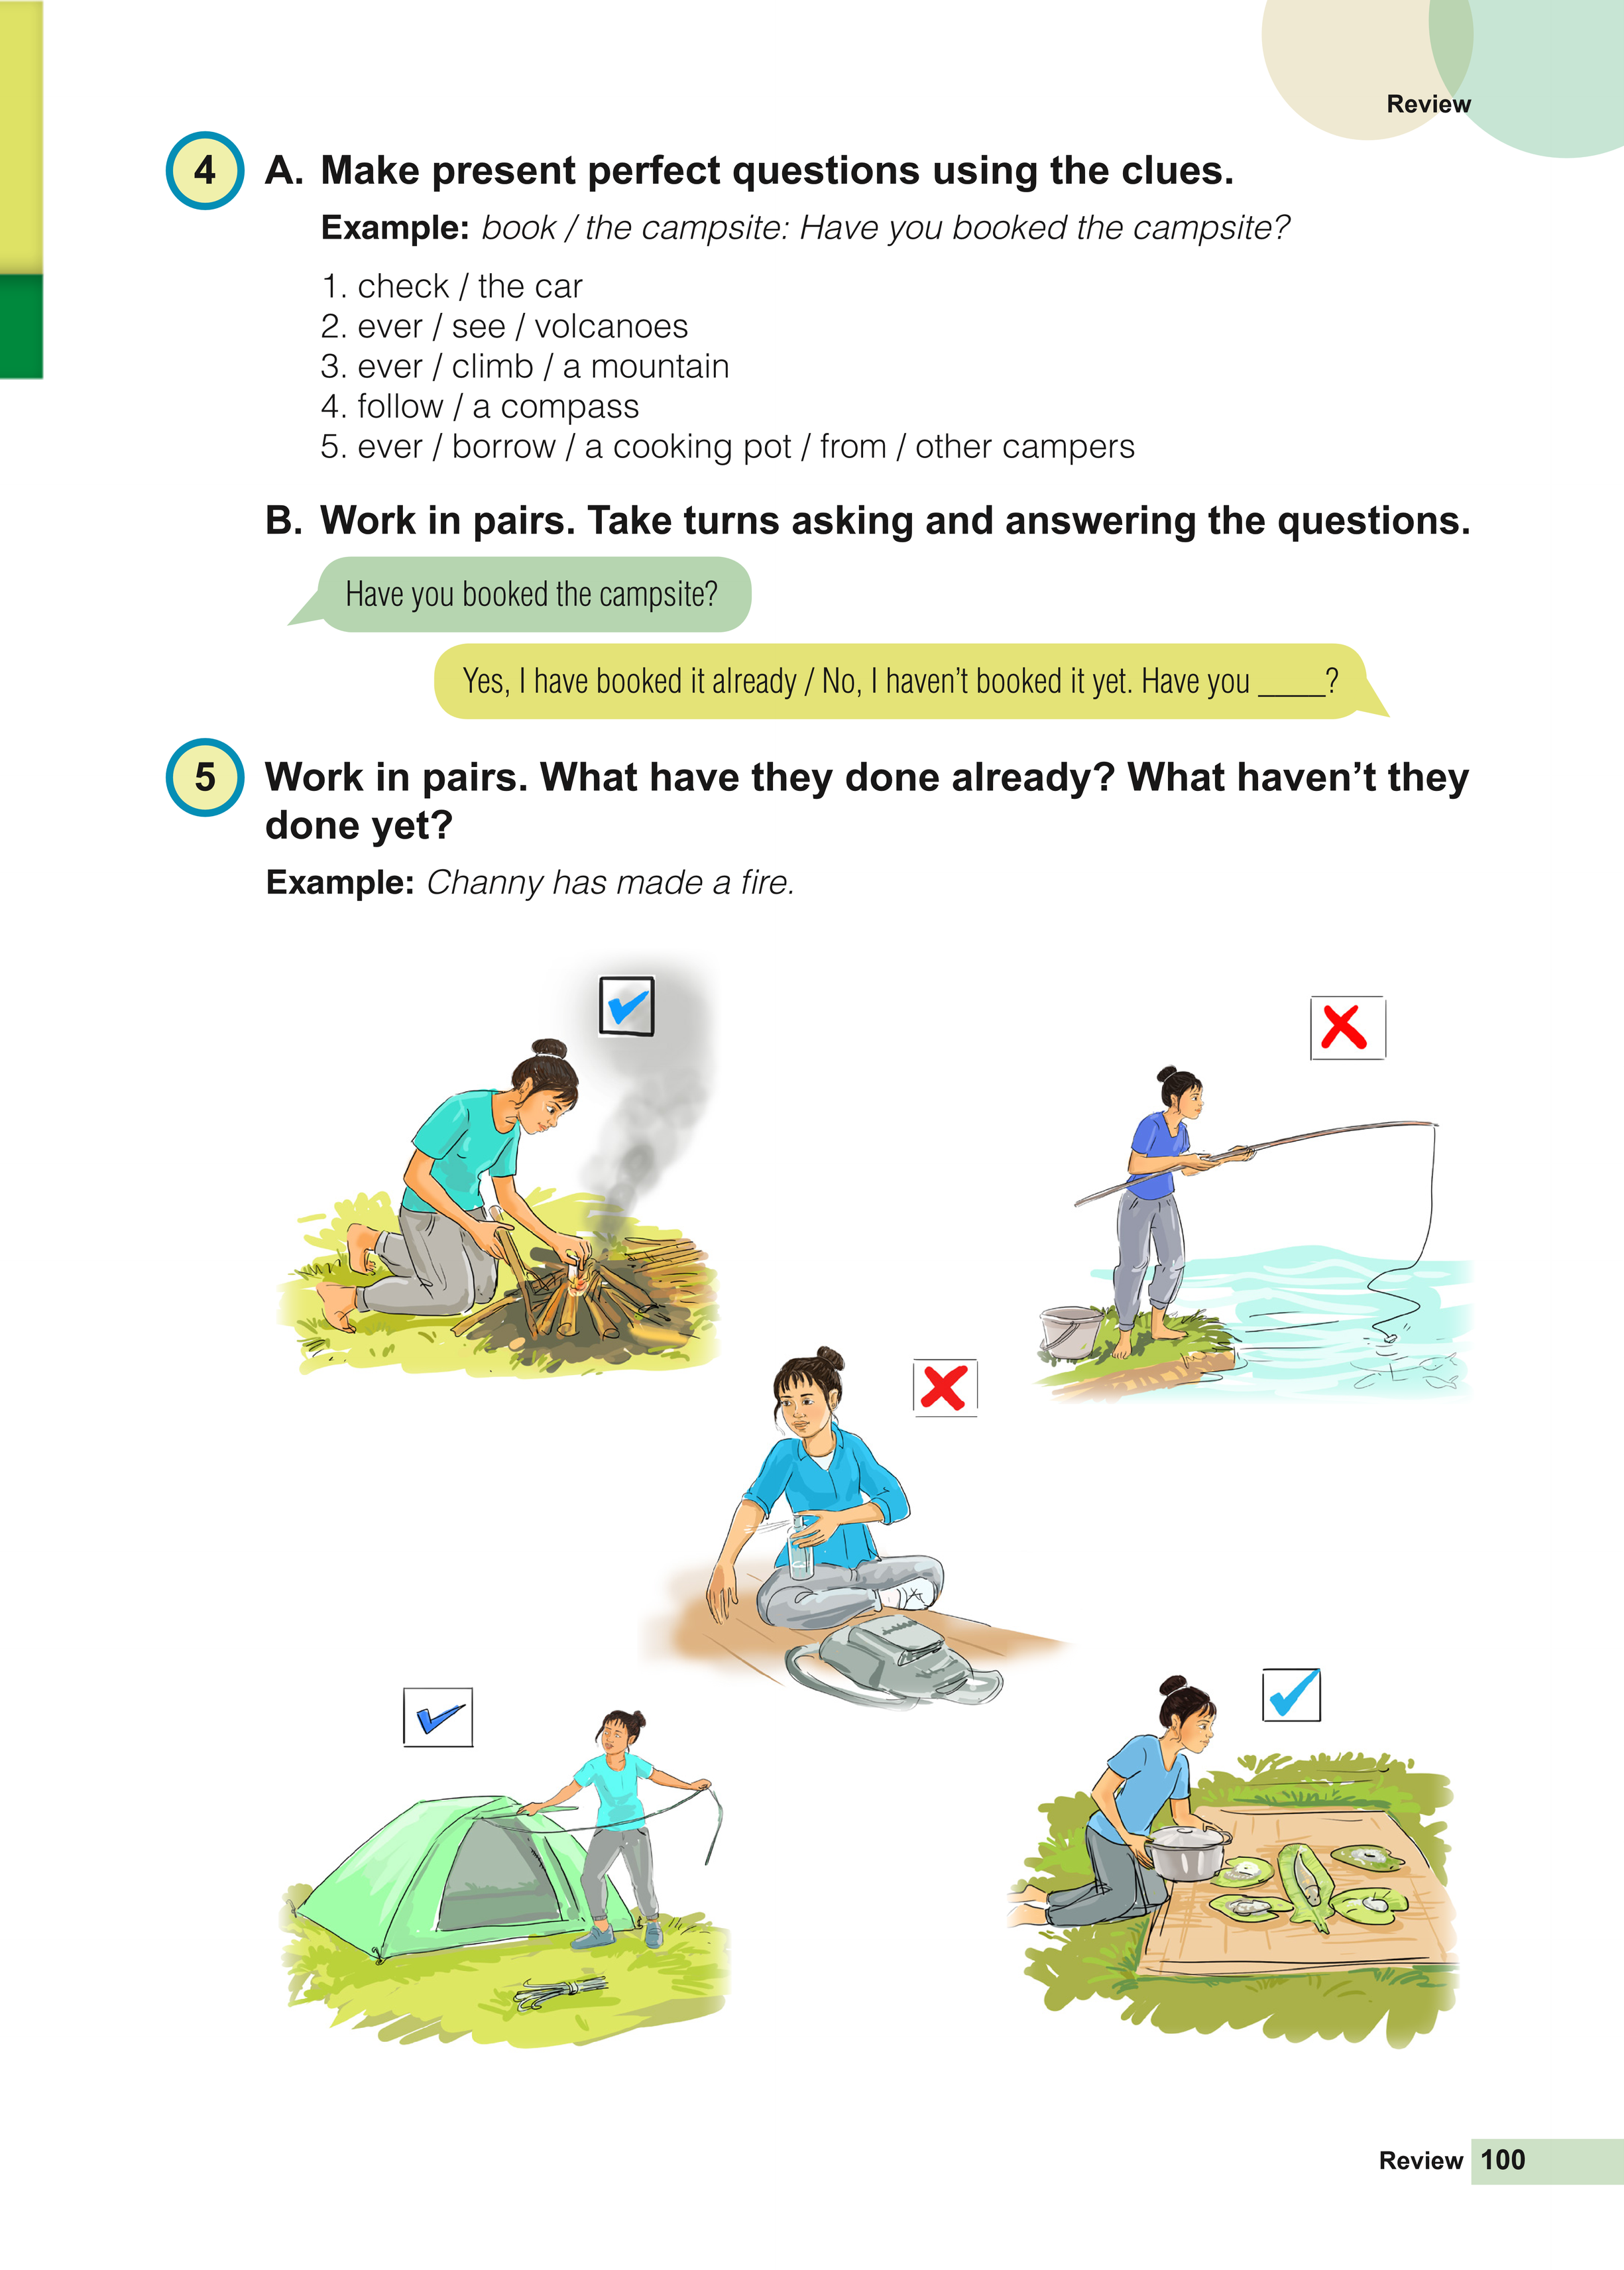 Review
4 A. Make present perfect questions using the clues.
Example: book / the campsite: Have you booked the campsite?
1. check / the car
2. ever / see / volcanoes
3. ever / climb / a mountain
4. follow / a compass
5. ever / borrow / a cooking pot / from / other campers
B. Work in pairs. Take turns asking and answering the questions.
Have you booked the campsite?
Yes, I have booked it already / No, I haven’t booked it yet. Have you _____?
5 Work in pairs. What have they done already? What haven’t they
done yet?
Example: Channy has made a fire.
Review 100